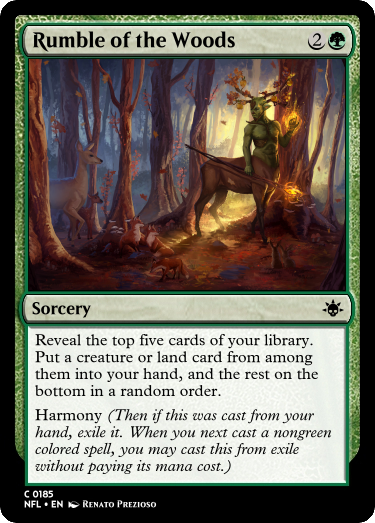 Rumble of the Woods 2
Sorcery
Reveal the top five cards of your library.
Put a creature or land card from among
them into your hand, and the rest on the
bottom in a random order.
Harmony (Then if this was cast from your
hand, exile it. When you next cast a nongreen
colored spell, you may cast this from exile
without paying its mana cost.)
C 0185
NFL • EN Renato Prezioso